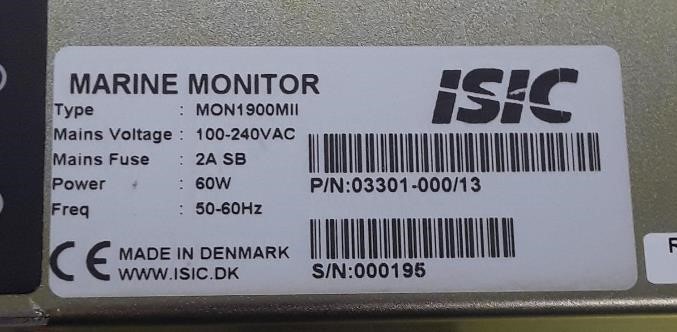 MARINE MONITOR
ISIC
Type : MON1900MII
Mains Voltage : 100-240VAC
Mains Fuse : 2A SB
Power : 60W
P/N:03301-000/13
Freq : 50-60Hz
CE MADE IN DENMARK
WWW.ISIC.DK
S/N:000195